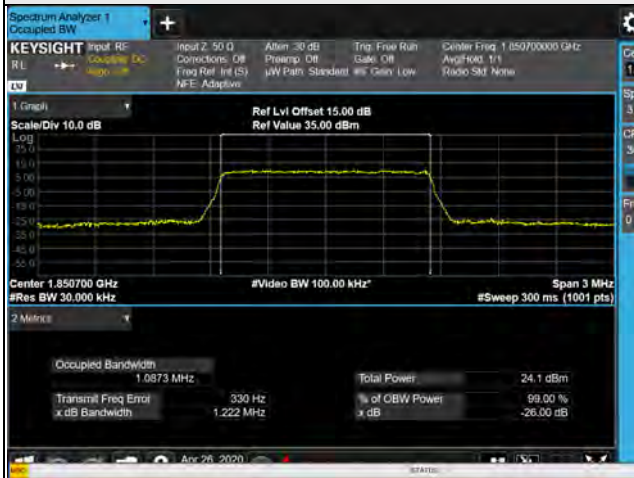 Spectrum Analyzer 1
Occupied BW
+
KEYSIGHT Input: RF
RL
Coupling: DC
Align: Off
Input Z: 50 Ω
Corrections: Off
Freq Ref: Int (S)
NFE: Adaptive
Atten: 30 dB
Preamp: Off
µW Path: Standard
Trig: Free Run
Gate: Off
#IF Gain: Low
Center Freq: 1.850700000 GHz
Avg|Hold: 1/1
Radio Std: None
1 Graph
Scale/Div 10.0 dB
Ref Lvl Offset 15.00 dB
Ref Value 35.00 dBm
Log
25.0
15.0
5.00
-5.00
-15.0
-25.0
-35.0
-45.0
-55.0
Center 1.850700 GHz
#Res BW 30.000 kHz
#Video BW 100.00 kHz*
Span 3 MHz
#Sweep 300 ms (1001 pts)
2 Metrics
Occupied Bandwidth
1.0873 MHz
Transmit Freq Error 330 Hz
x dB Bandwidth 1.222 MHz
Total Power 24.1 dBm
% of OBW Power 99.00 %
x dB -26.00 dB
Apr 26, 2020
MSG
STATUS